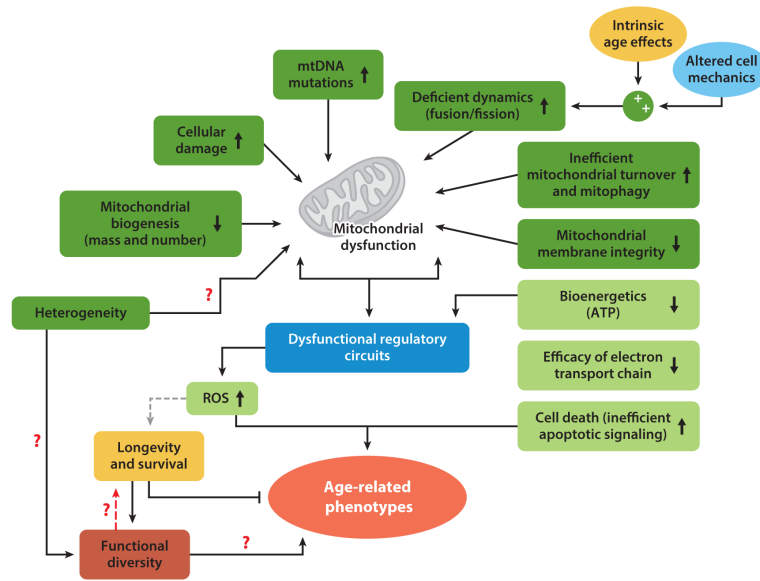 Intrinsic
age effects
Altered cell
mechanics
+
+
mtDNA
mutations
Deficient dynamics
(fusion/fission)
Cellular
damage
Inefficient
mitochondrial turnover
and mitophagy
Mitochondrial
biogenesis
(mass and number)
Mitochondrial
dysfunction
Mitochondrial
membrane integrity
?
Heterogeneity
Bioenergetics
(ATP)
Dysfunctional regulatory
circuits
Efficacy of electron
transport chain
ROS
Cell death (inefficient
apoptotic signaling)
?
Longevity
and survival
Age-related
phenotypes
?
Functional
diversity
?